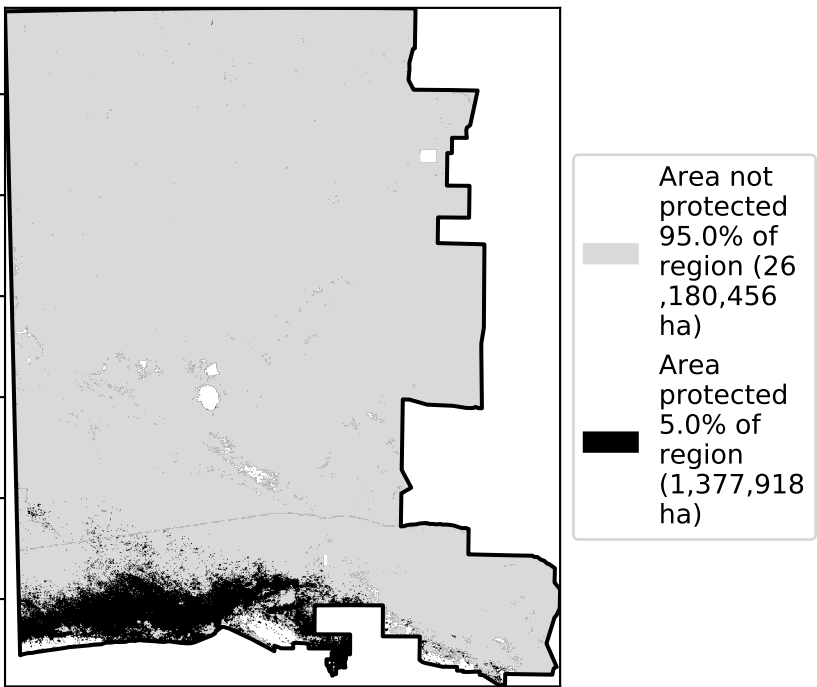 Area not
protected
95.0% of
region (26
,180,456
ha)
Area
protected
5.0% of
region
(1,377,918
ha)